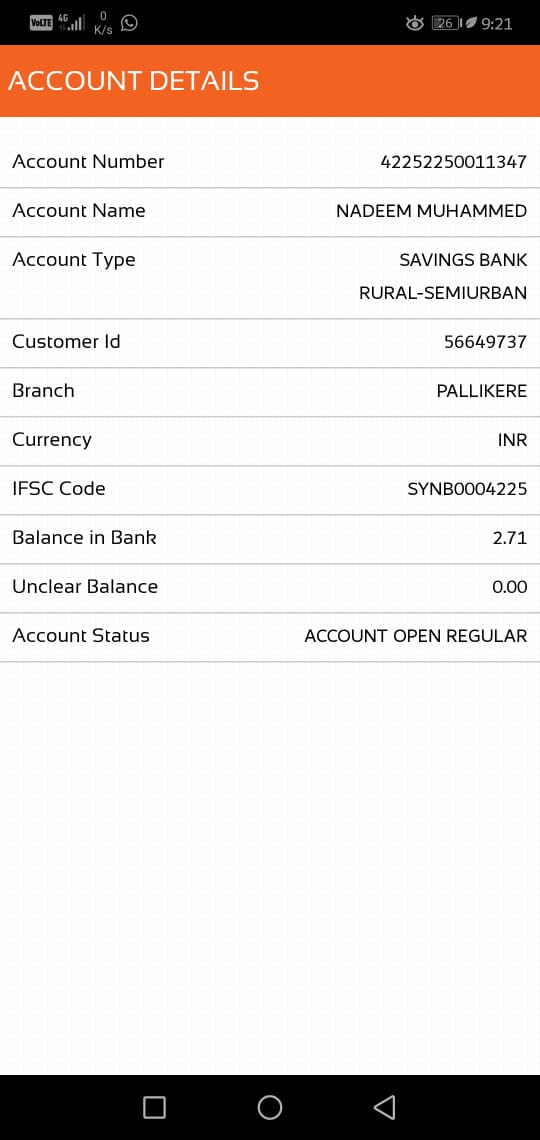 VoLTE 4G 0 K/s 26 9:21
ACCOUNT DETAILS
Account Number 42252250011347
Account Name NADEEM MUHAMMED
Account Type SAVINGS BANK
RURAL-SEMIURBAN
Customer Id 56649737
Branch PALLIKERE
Currency INR
IFSC Code SYNB0004225
Balance in Bank 2.71
Unclear Balance 0.00
Account Status ACCOUNT OPEN REGULAR